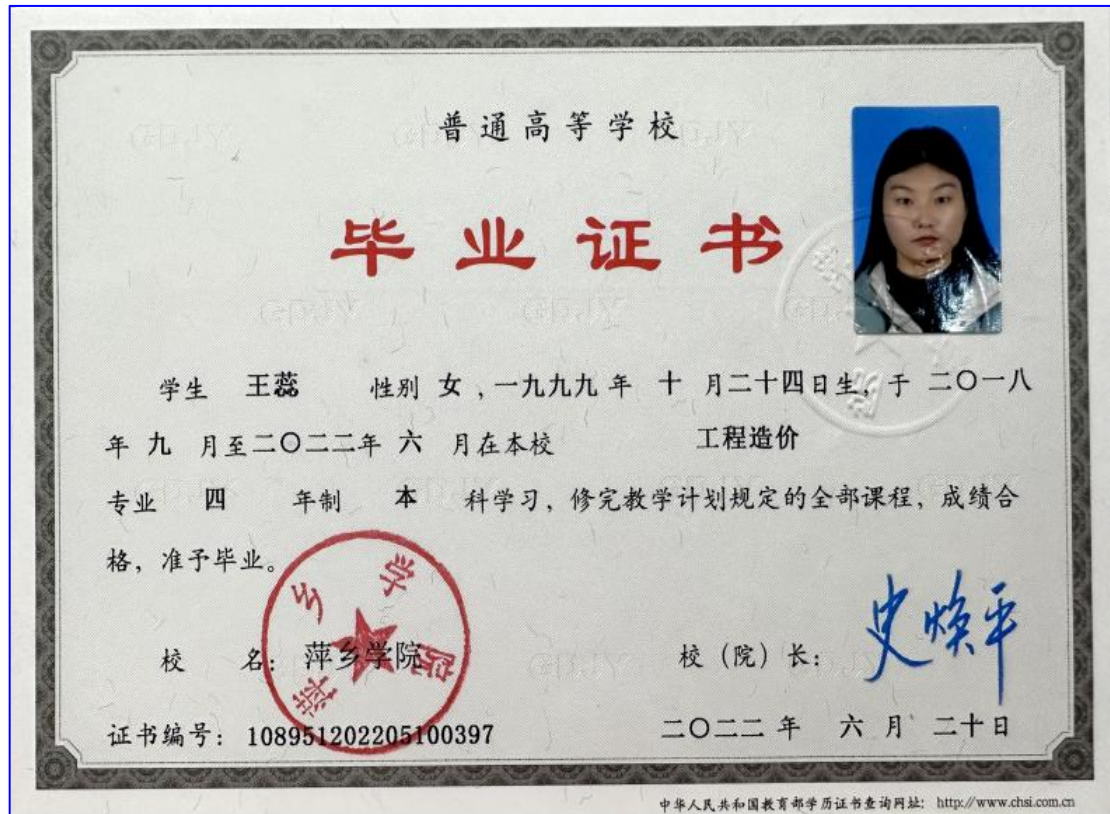 普通高等学校
毕业证书
学生 王蕊 性别 女，一九九九年 十 月二十四日生，于 二〇一八
年 九 月至二〇二二年 六 月在本校 工程造价
专业 四 年制 本 科学习，修完教学计划规定的全部课程，成绩合
格，准予毕业。
萍乡学院
校 名：萍乡学院 校（院）长：史焕平
证书编号：108951202205100397 二〇二二年 六 月 二十日
中华人民共和国教育部学历证书查询网址：http://www.chsi.com.cn